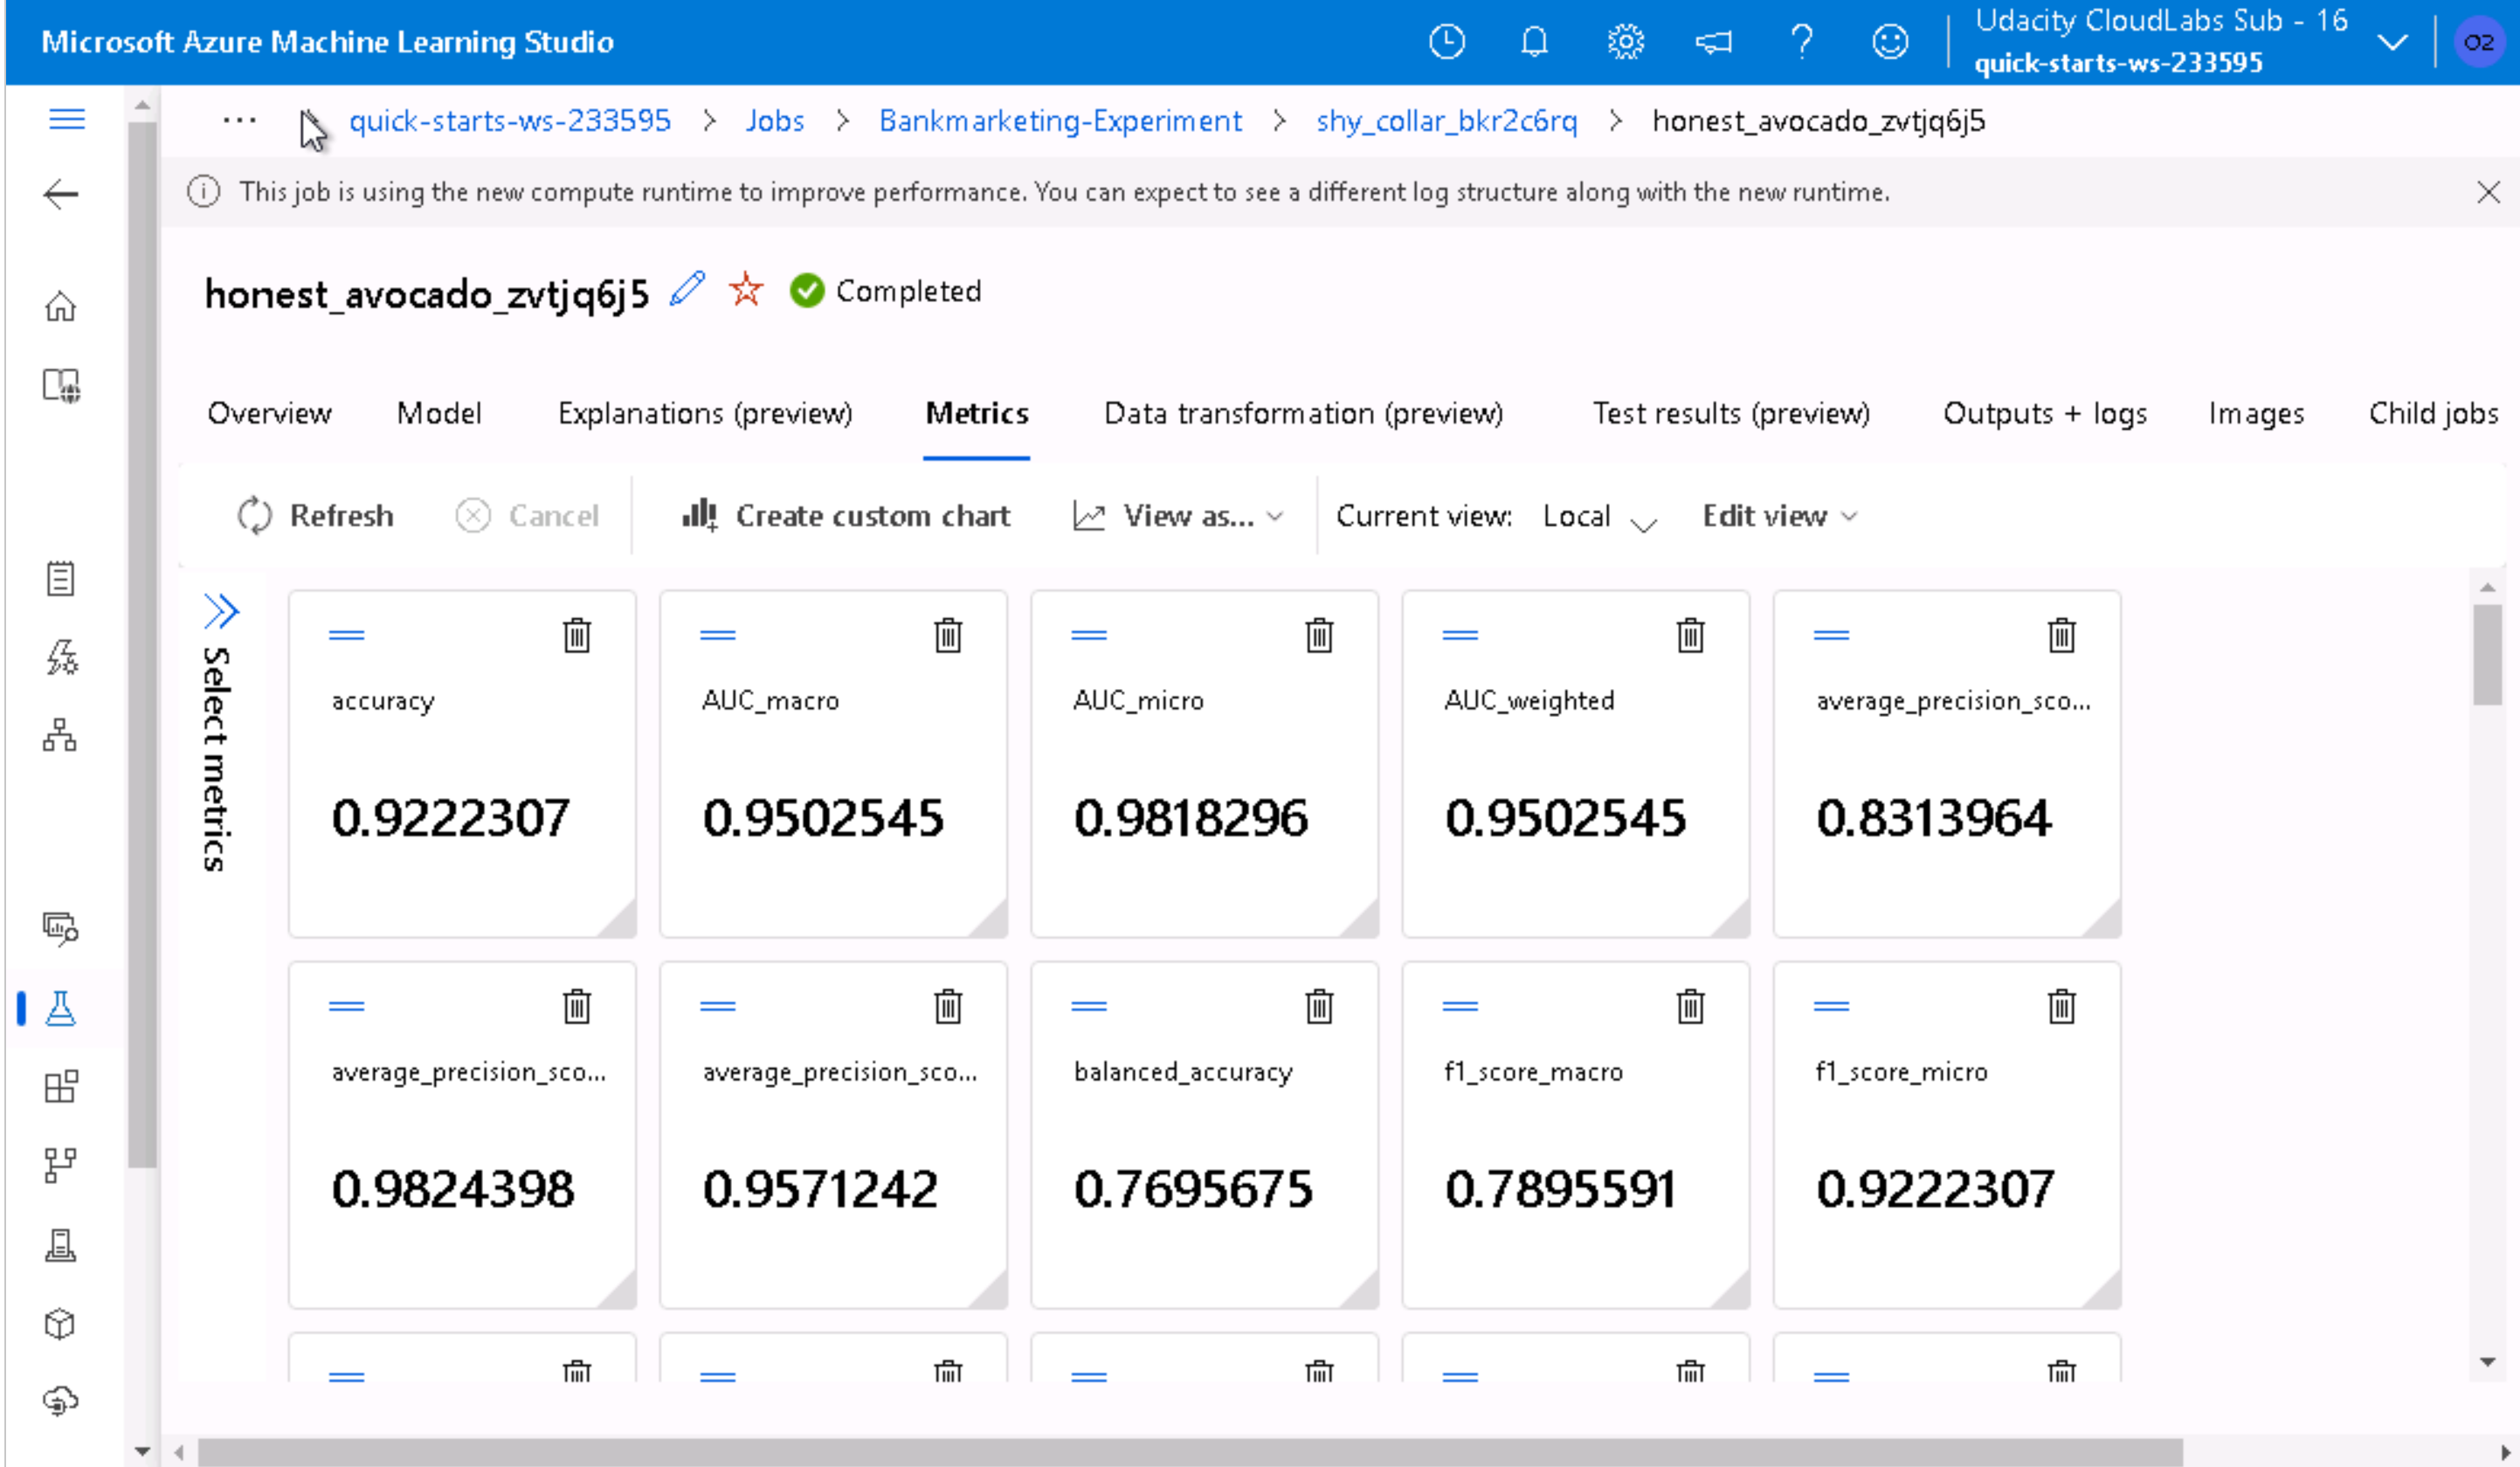 Microsoft Azure Machine Learning Studio
Udacity CloudLabs Sub - 16
quick-starts-ws-233595
O2
... quick-starts-ws-233595 > Jobs > Bankmarketing-Experiment > shy_collar_bkr2c6rq > honest_avocado_zvtjq6j5
This job is using the new compute runtime to improve performance. You can expect to see a different log structure along with the new runtime.
honest_avocado_zvtjq6j5 Completed
Overview Model Explanations (preview) Metrics Data transformation (preview) Test results (preview) Outputs + logs Images Child jobs
Refresh Cancel Create custom chart View as... Current view: Local Edit view
Select metrics
accuracy AUC_macro AUC_micro AUC_weighted average_precision_sco...
0.9222307 0.9502545 0.9818296 0.9502545 0.8313964
average_precision_sco... average_precision_sco... balanced_accuracy f1_score_macro f1_score_micro
0.9824398 0.9571242 0.7695675 0.7895591 0.9222307